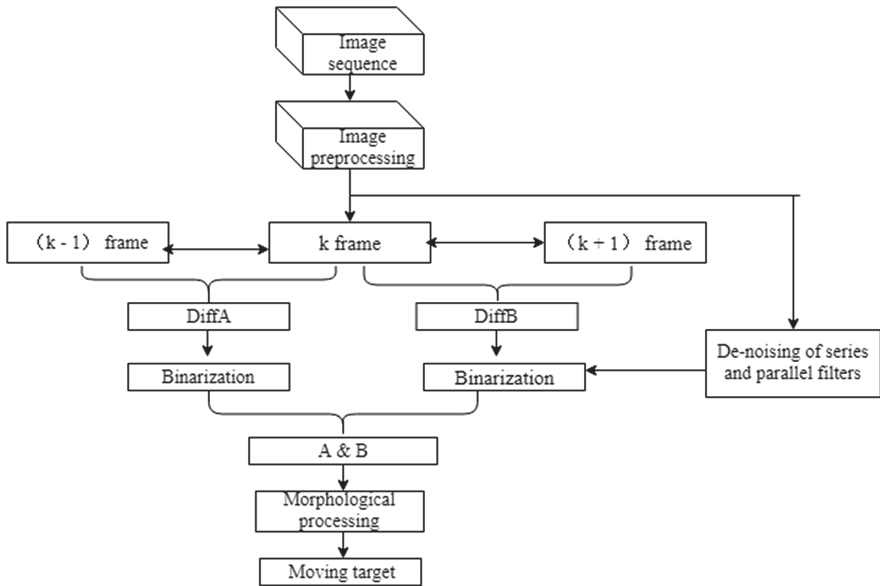 Image
sequence
Image
preprocessing
（k - 1） frame
k frame
（k + 1） frame
DiffA
DiffB
De-noising of series
and parallel filters
Binarization
Binarization
A & B
Morphological
processing
Moving target